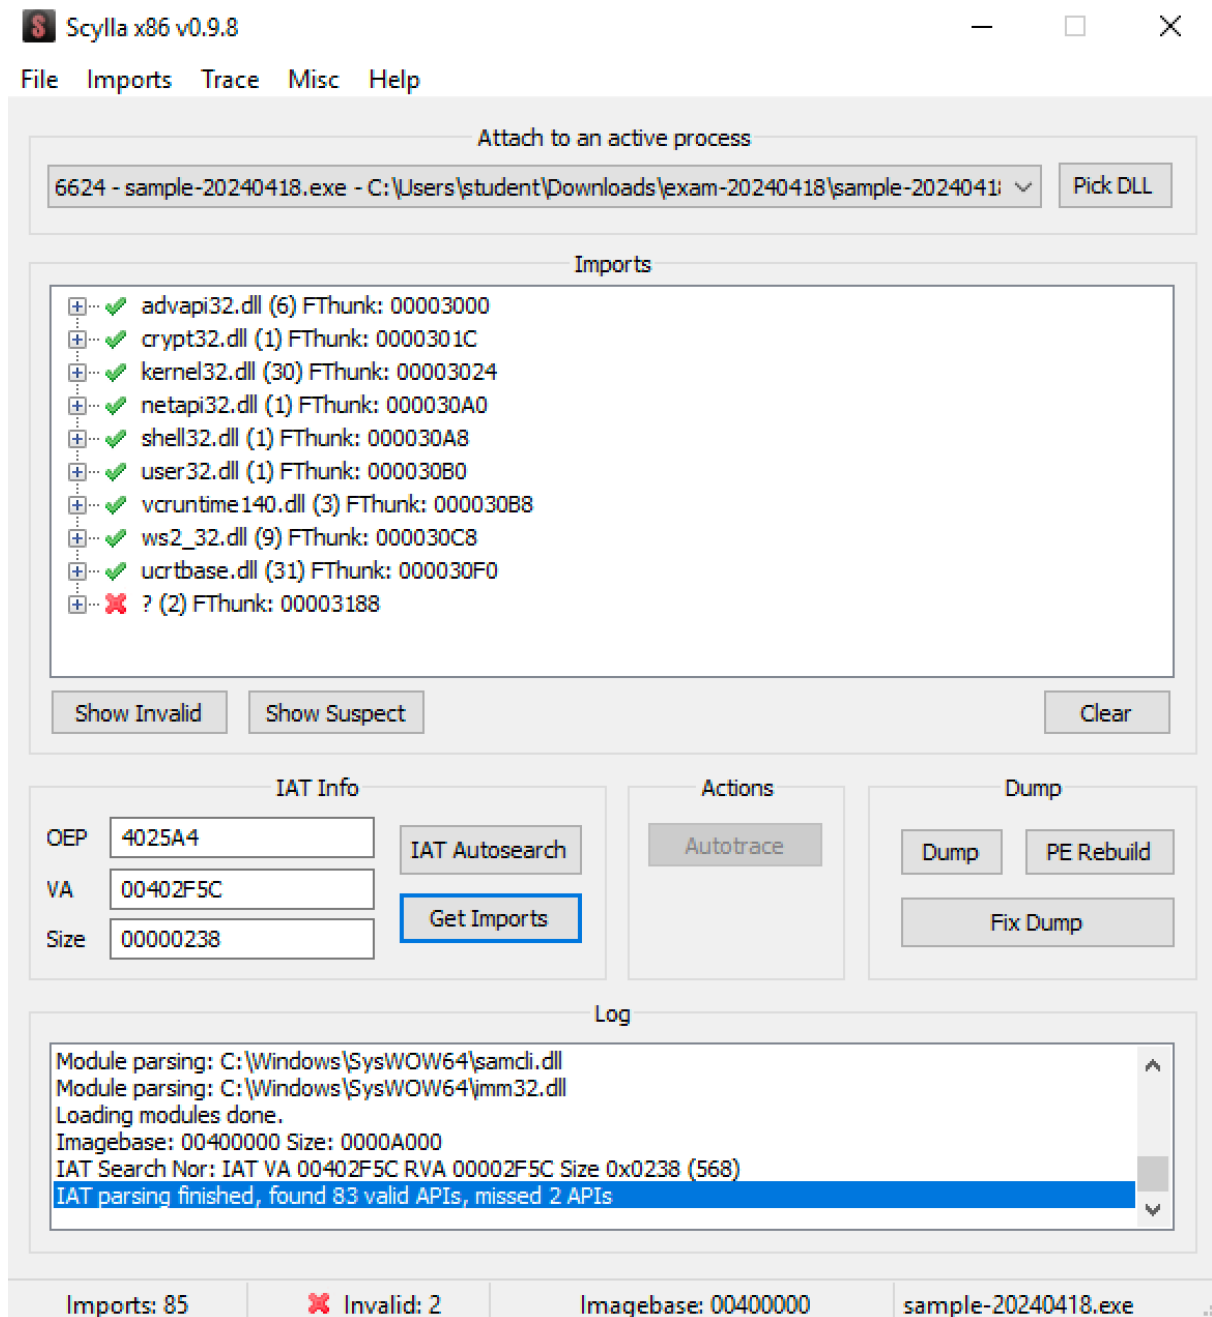 Scylla x86 v0.9.8
File Imports Trace Misc Help
Attach to an active process
6624 - sample-20240418.exe - C:\Users\student\Downloads\exam-20240418\sample-2024041 Pick DLL
Imports
advapi32.dll (6) FThunk: 00003000
crypt32.dll (1) FThunk: 0000301C
kernel32.dll (30) FThunk: 00003024
netapi32.dll (1) FThunk: 000030A0
shell32.dll (1) FThunk: 000030A8
user32.dll (1) FThunk: 000030B0
vcruntime140.dll (3) FThunk: 000030B8
ws2_32.dll (9) FThunk: 000030C8
ucrtbase.dll (31) FThunk: 000030F0
? (2) FThunk: 00003188
Show Invalid Show Suspect Clear
IAT Info Actions Dump
OEP 4025A4 IAT Autosearch Autotrace Dump PE Rebuild
VA 00402F5C
Get Imports Fix Dump
Size 00000238
Log
Module parsing: C:\Windows\SysWOW64\samcli.dll
Module parsing: C:\Windows\SysWOW64\imm32.dll
Loading modules done.
Imagebase: 00400000 Size: 0000A000
IAT Search Nor: IAT VA 00402F5C RVA 00002F5C Size 0x0238 (568)
IAT parsing finished, found 83 valid APIs, missed 2 APIs
Imports: 85 Invalid: 2 Imagebase: 00400000 sample-20240418.exe